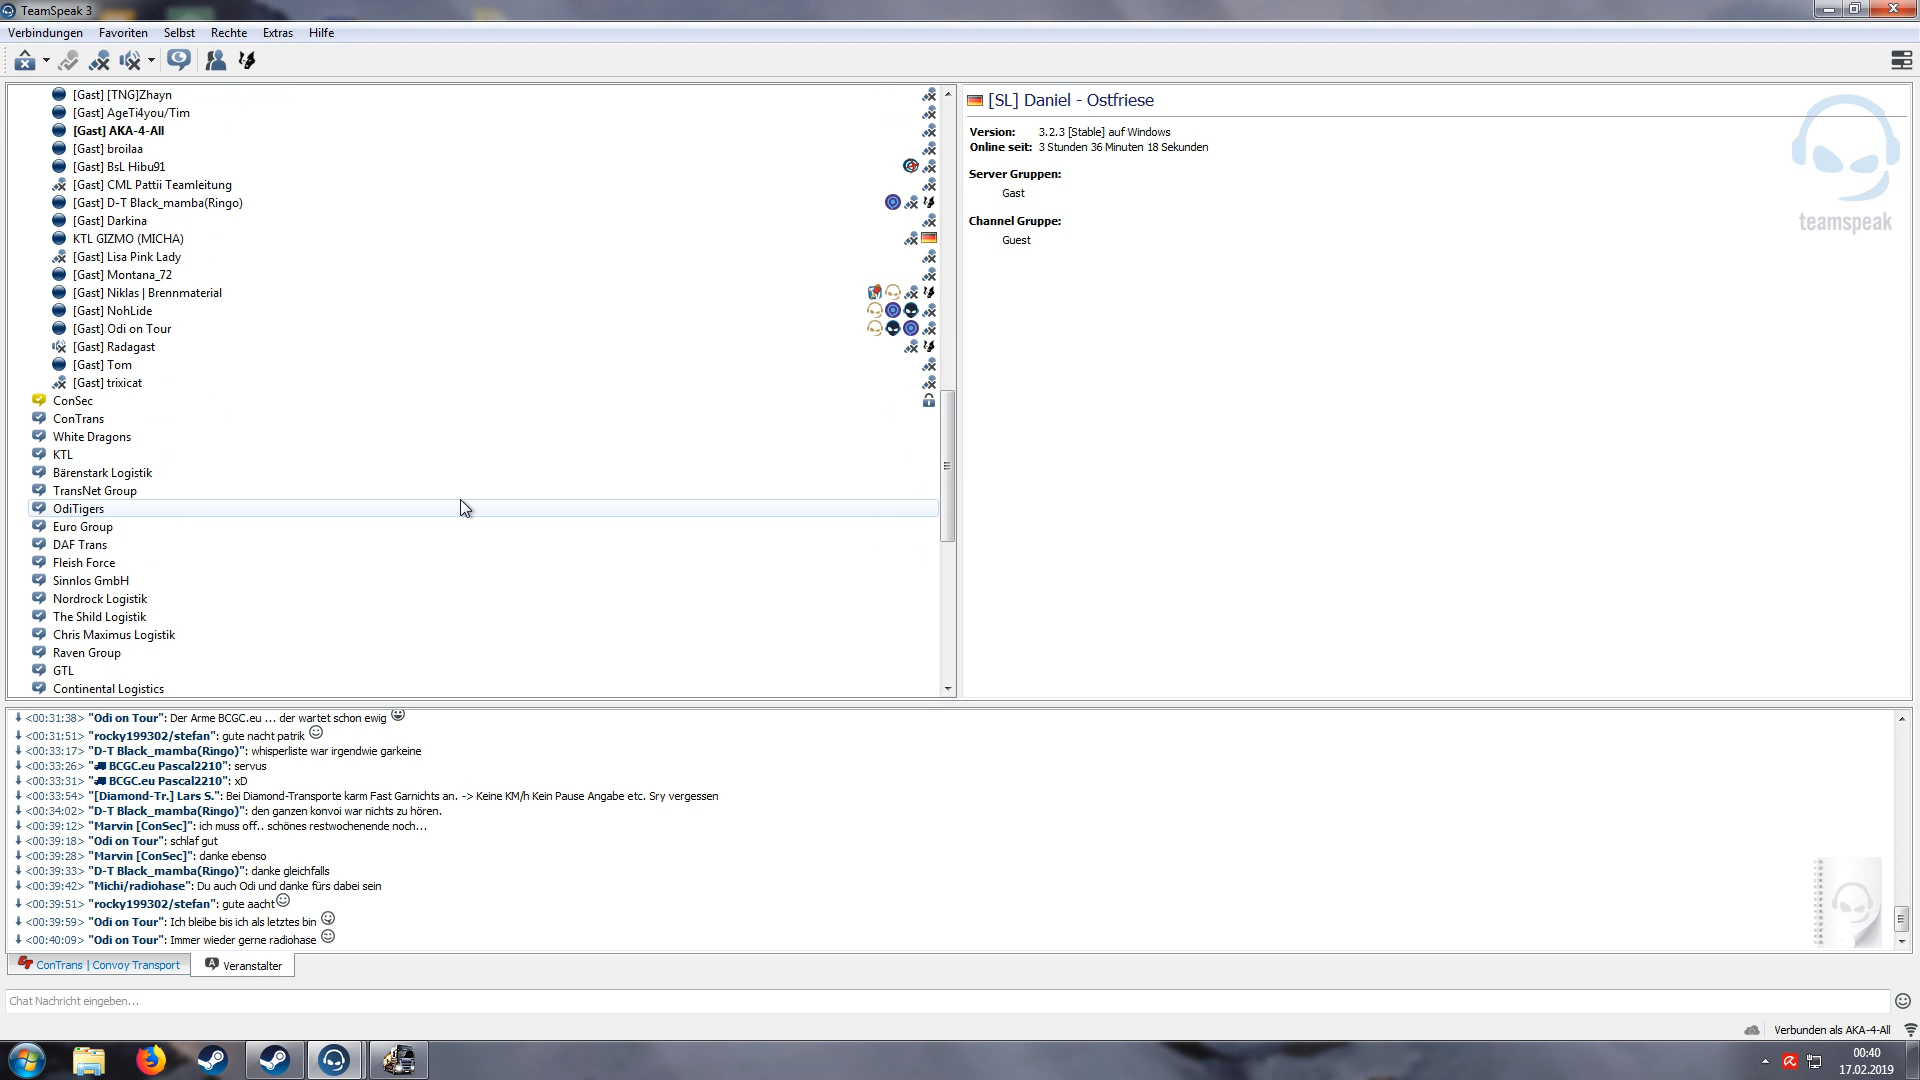 TeamSpeak 3
Verbindungen Favoriten Selbst Rechte Extras Hilfe
[Gast] [TNG]Zhayn
[Gast] AgeTi4you/Tim
[Gast] AKA-4-All
[Gast] broilaa
[Gast] BsL Hibu91
[Gast] CML Pattii Teamleitung
[Gast] D-T Black_mamba(Ringo)
[Gast] Darkina
KTL GIZMO (MICHA)
[Gast] Lisa Pink Lady
[Gast] Montana_72
[Gast] Niklas | Brennmaterial
[Gast] NohLide
[Gast] Odi on Tour
[Gast] Radagast
[Gast] Tom
[Gast] trixicat
ConSec
ConTrans
White Dragons
KTL
Bärenstark Logistik
TransNet Group
OdiTigers
Euro Group
DAF Trans
Fleish Force
Sinnlos GmbH
Nordrock Logistik
The Shild Logistik
Chris Maximus Logistik
Raven Group
GTL
Continental Logistics
[SL] Daniel - Ostfriese
Version: 3.2.3 [Stable] auf Windows
Online seit: 3 Stunden 36 Minuten 18 Sekunden
Server Gruppen:
Gast
Channel Gruppe:
Guest
teamspeak
<00:31:38> "Odi on Tour": Der Arme BCGC.eu ... der wartet schon ewig
<00:31:51> "rocky199302/stefan": gute nacht patrik
<00:33:17> "D-T Black_mamba(Ringo)": whisperliste war irgendwie garkeine
<00:33:26> "BCGC.eu Pascal2210": servus
<00:33:31> "BCGC.eu Pascal2210": xD
<00:33:54> "[Diamond-Tr.] Lars S.": Bei Diamond-Transporte karm Fast Garnichts an. -> Keine KM/h Kein Pause Angabe etc. Sry vergessen
<00:34:02> "D-T Black_mamba(Ringo)": den ganzen konvoi war nichts zu hören.
<00:39:12> "Marvin [ConSec]": ich muss off.. schönes restwochenende noch...
<00:39:18> "Odi on Tour": schlaf gut
<00:39:28> "Marvin [ConSec]": danke ebenso
<00:39:33> "D-T Black_mamba(Ringo)": danke gleichfalls
<00:39:42> "Michi/radiohase": Du auch Odi und danke fürs dabei sein
<00:39:51> "rocky199302/stefan": gute aacht
<00:39:59> "Odi on Tour": Ich bleibe bis ich als letztes bin
<00:40:09> "Odi on Tour": Immer wieder gerne radiohase
ConTrans | Convoy Transport Veranstalter
Chat Nachricht eingeben...
Verbunden als AKA-4-All
00:40
17.02.2019